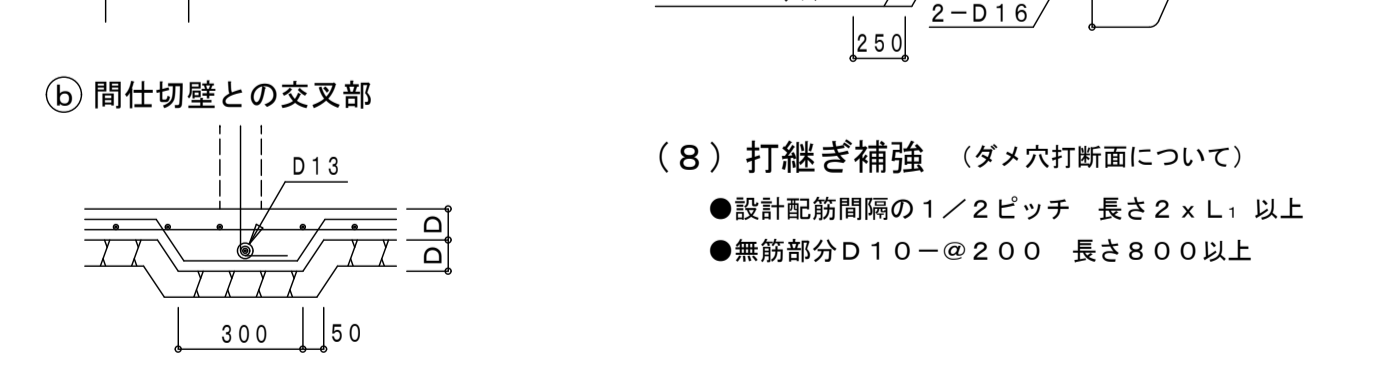 2－D16
250
ⓑ 間仕切壁との交叉部
D13
D
D
300
50
（８）打継ぎ補強　（ダメ穴打断面について）
●設計配筋間隔の１／２ピッチ　長さ２ｘＬ₁ 以上
●無筋部分Ｄ１０－＠２００　長さ８００以上